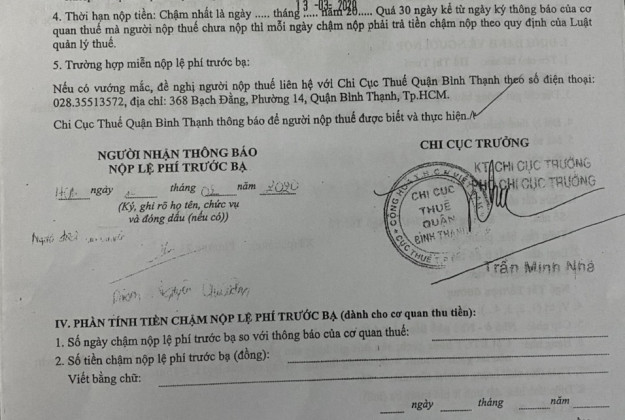 4. Thời hạn nộp tiền: Chậm nhất là ngày ..... tháng ..... năm 20..... Quá 30 ngày kể từ ngày ký thông báo của cơ
13 -03- 2020
quan thuế mà người nộp thuế chưa nộp thì mỗi ngày chậm nộp phải trả tiền chậm nộp theo quy định của Luật
quản lý thuế.
5. Trường hợp miễn nộp lệ phí trước bạ:
Nếu có vướng mắc, đề nghị người nộp thuế liên hệ với Chi Cục Thuế Quận Bình Thạnh theo số điện thoại:
028.35513572, địa chỉ: 368 Bạch Đằng, Phường 14, Quận Bình Thạnh, Tp.HCM.
Chi Cục Thuế Quận Bình Thạnh thông báo để người nộp thuế được biết và thực hiện./.
NGƯỜI NHẬN THÔNG BÁO
NỘP LỆ PHÍ TRƯỚC BẠ
ngày tháng 03 năm 2020
(Ký, ghi rõ họ tên, chức vụ
và đóng dấu (nếu có))
CHI CỤC TRƯỞNG
KT.CHI CỤC TRƯỞNG
PHÓ CHI CỤC TRƯỞNG
CHI CỤC
THUẾ
QUẬN
BÌNH THẠNH
Trần Minh Nhã
IV. PHẦN TÍNH TIỀN CHẬM NỘP LỆ PHÍ TRƯỚC BẠ (dành cho cơ quan thu tiền):
1. Số ngày chậm nộp lệ phí trước bạ so với thông báo của cơ quan thuế:
2. Số tiền chậm nộp lệ phí trước bạ (đồng):
Viết bằng chữ:
ngày tháng năm